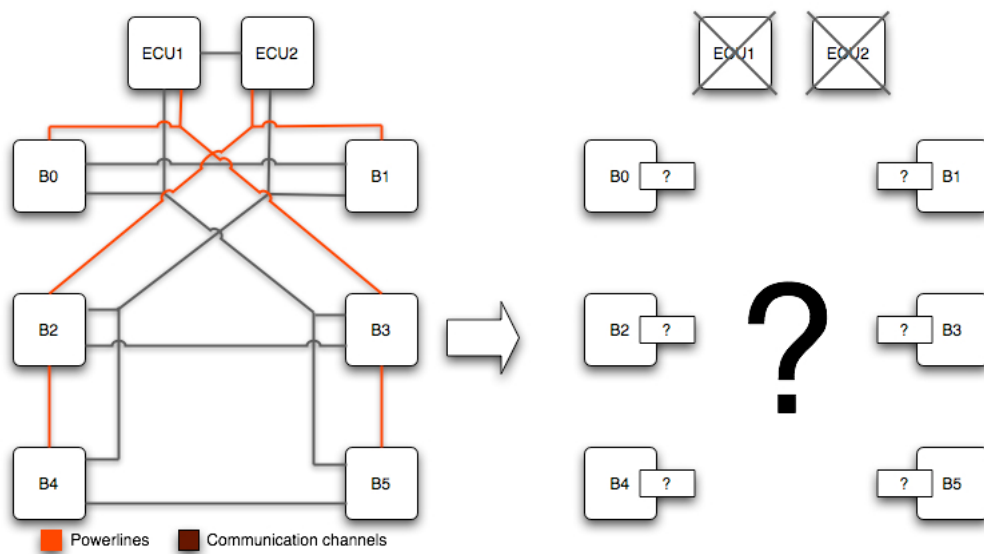 ECU1 ECU2 ECU1 ECU2
B0 B1 B0 ? ? B1
B2 B3 B2 ? ? ? B3
B4 B5 B4 ? ? B5
Powerlines Communication channels